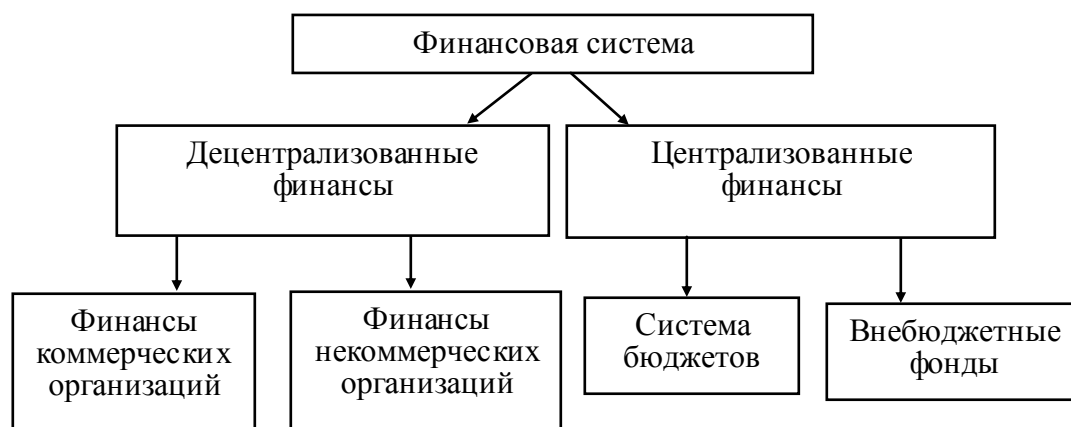 Финансовая система
Децентрализованные
финансы
Централизованные
финансы
Финансы
коммерческих
организаций
Финансы
некоммерческих
организаций
Система
бюджетов
Внебюджетные
фонды